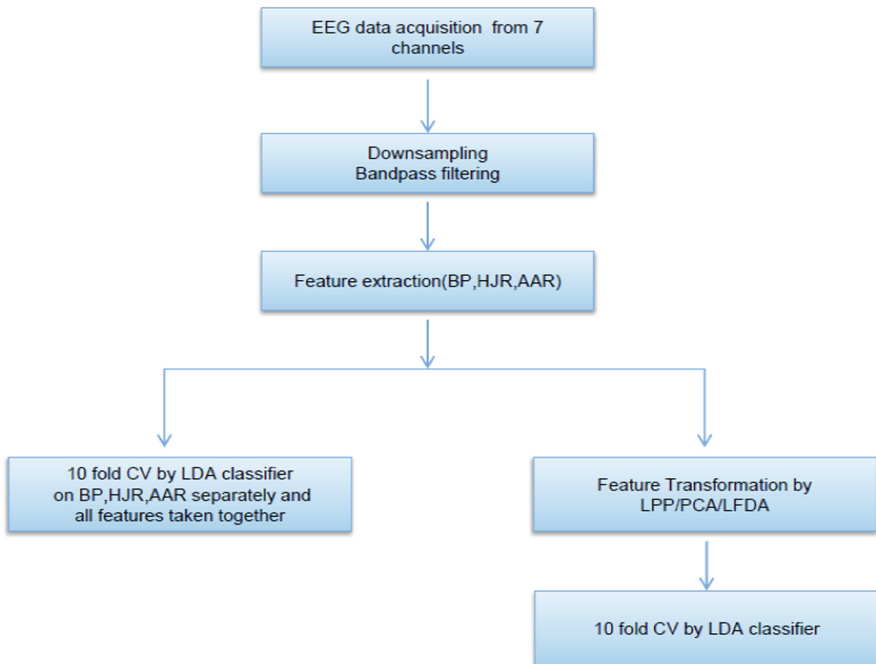 EEG data acquisition from 7
channels
Downsampling
Bandpass filtering
Feature extraction(BP,HJR,AAR)
10 fold CV by LDA classifier
on BP,HJR,AAR separately and
all features taken together
Feature Transformation by
LPP/PCA/LFDA
10 fold CV by LDA classifier